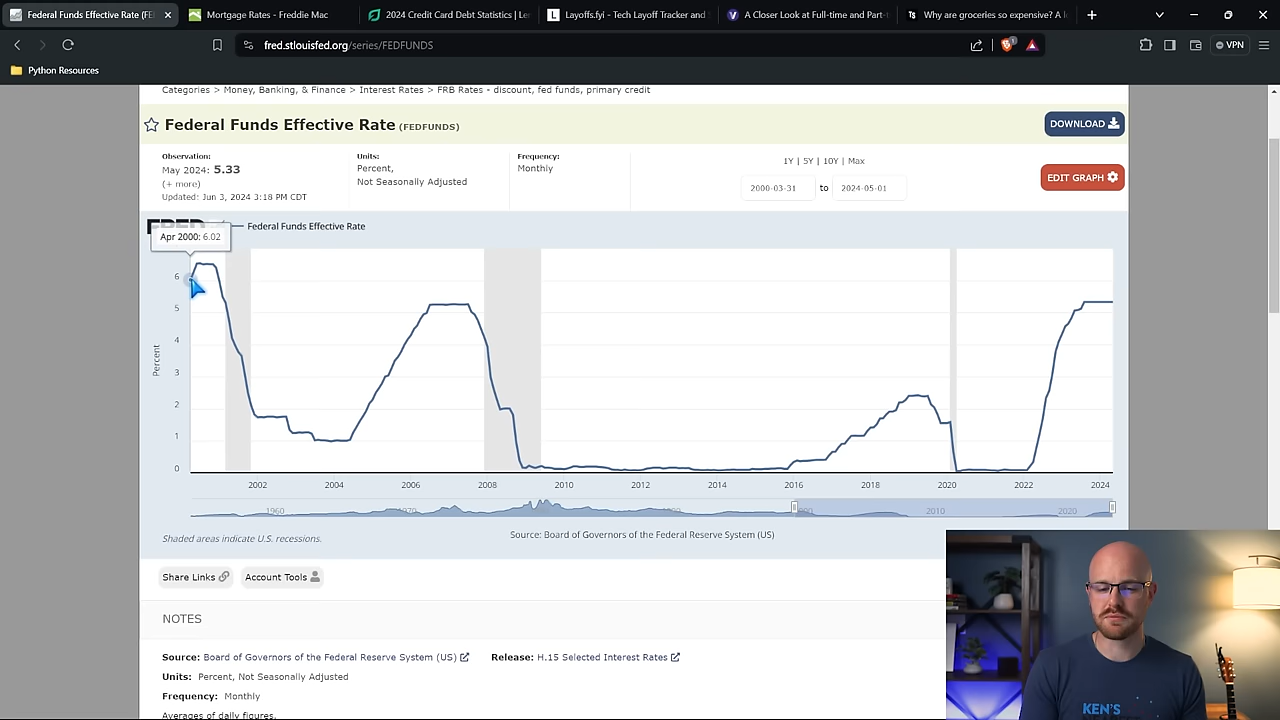 Federal Funds Effective Rate (FE
Mortgage Rates - Freddie Mac
2024 Credit Card Debt Statistics | Le
Layoffs.fyi - Tech Layoff Tracker and
A Closer Look at Full-time and Part-
Ts
Why are groceries so expensive? A k
fred.stlouisfed.org/series/FEDFUNDS
1
VPN
Python Resources
Categories > Money, Banking, & Finance > Interest Rates > FRB Rates - discount, fed funds, primary credit
Federal Funds Effective Rate (FEDFUNDS)
DOWNLOAD
Observation:
May 2024: 5.33
(+ more)
Updated: Jun 3, 2024 3:18 PM CDT
Units:
Percent,
Not Seasonally Adjusted
Frequency:
Monthly
1Y | 5Y | 10Y | Max
2000-03-31 to 2024-05-01
EDIT GRAPH
FRED
Federal Funds Effective Rate
Apr 2000: 6.02
6
5
4
3
2
1
0
Percent
2002 2004 2006 2008 2010 2012 2014 2016 2018 2020 2022 2024
1960 1970 2010 2020
Shaded areas indicate U.S. recessions.
Source: Board of Governors of the Federal Reserve System (US)
Share Links
Account Tools
NOTES
Source: Board of Governors of the Federal Reserve System (US)
Release: H.15 Selected Interest Rates
Units: Percent, Not Seasonally Adjusted
Frequency: Monthly
Averages of daily figures.
KEN'S